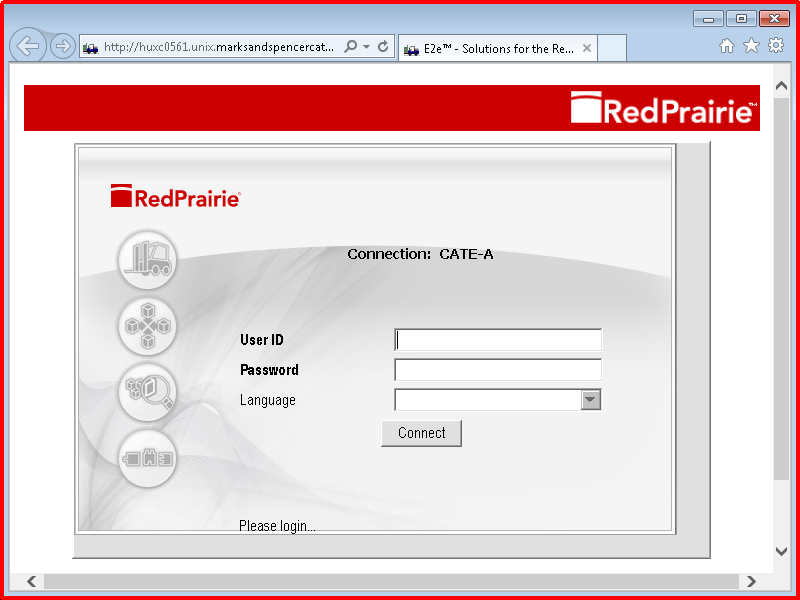 http://huxc0561.unix.marksandspencercat...
E2e™ - Solutions for the Re...
RedPrairie™
RedPrairie
Connection: CATE-A
User ID
Password
Language
Connect
Please login...